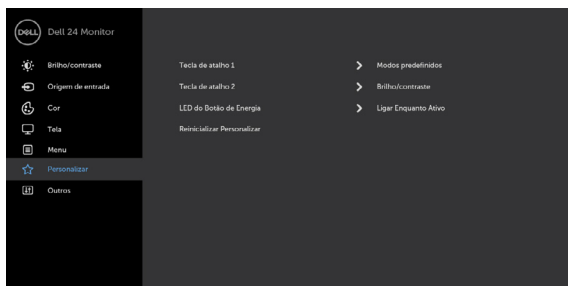 DELL Dell 24 Monitor
Brilho/contraste
Origem de entrada
Cor
Tela
Menu
Personalizar
Outros
Tecla de atalho 1 Modos predefinidos
Tecla de atalho 2 Brilho/contraste
LED do Botão de Energia Ligar Enquanto Ativo
Reinicializar Personalizar